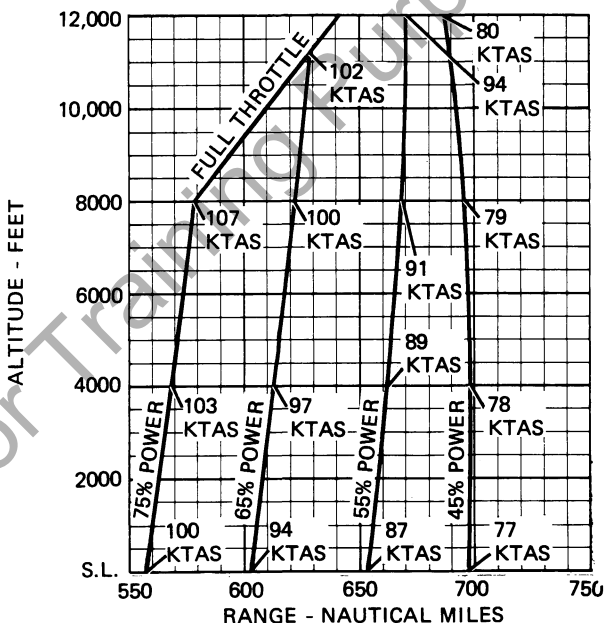 12,000
10,000
8000
6000
4000
2000
S.L.
ALTITUDE - FEET
550
600
650
700
750
RANGE - NAUTICAL MILES
FULL THROTTLE
75% POWER
65% POWER
55% POWER
45% POWER
80
KTAS
94
KTAS
102
KTAS
107
KTAS
100
KTAS
79
KTAS
91
KTAS
89
KTAS
103
KTAS
97
KTAS
78
KTAS
100
KTAS
94
KTAS
87
KTAS
77
KTAS
or Training Purp